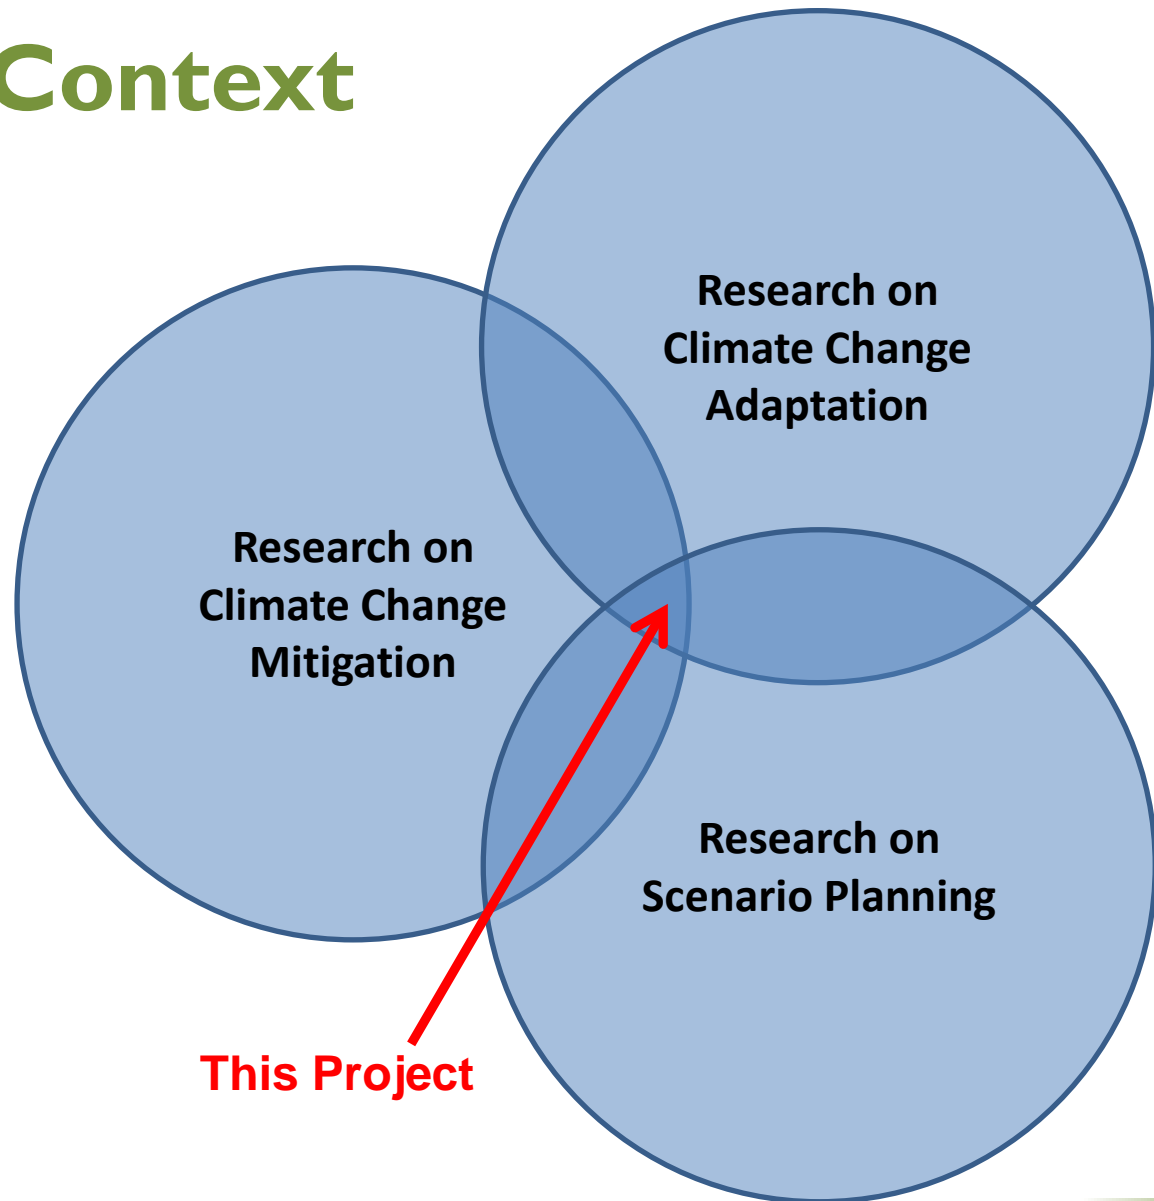 Context
Research on
Climate Change
Adaptation
Research on
Climate Change
Mitigation
Research on
Scenario Planning
This Project